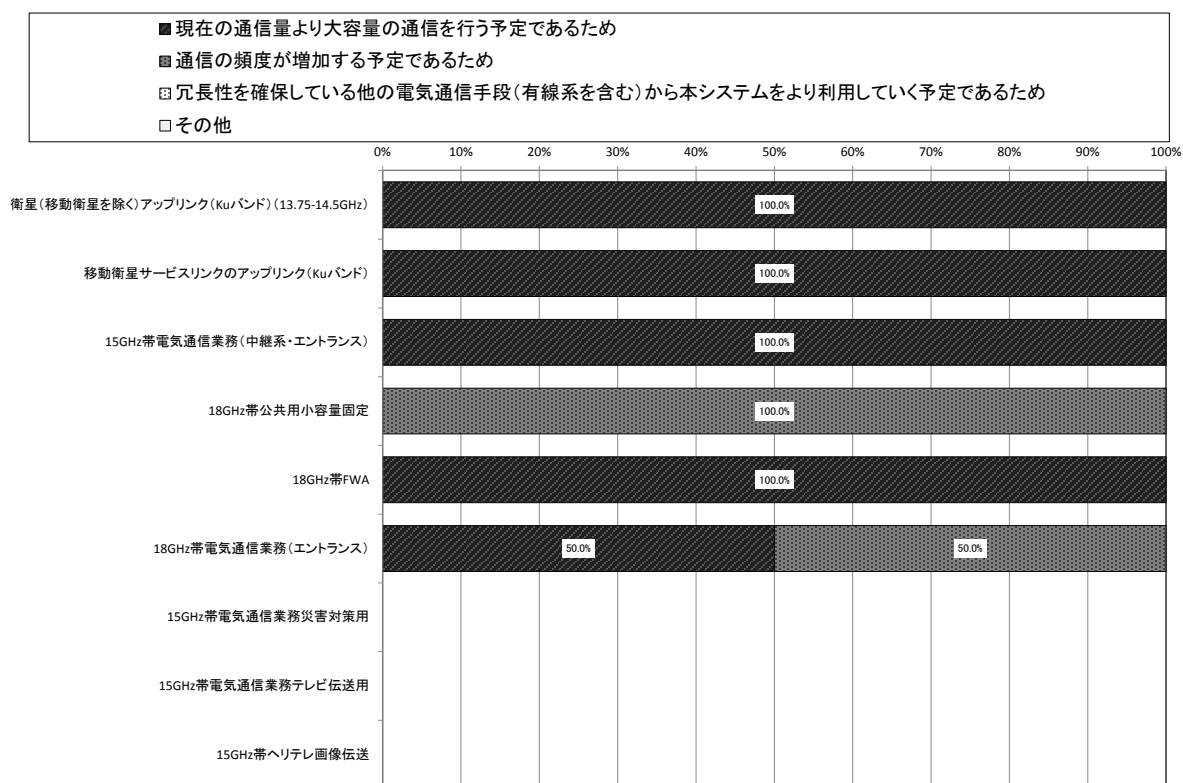 ■現在の通信量より大容量の通信を行う予定であるため
■通信の頻度が増加する予定であるため
□冗長性を確保している他の電気通信手段(有線系を含む)から本システムをより利用していく予定であるため
□その他
0% 10% 20% 30% 40% 50% 60% 70% 80% 90% 100%
衛星(移動衛星を除く)アップリンク(Kuバンド)(13.75-14.5GHz)
100.0%
移動衛星サービスリンクのアップリンク(Kuバンド)
100.0%
15GHz帯電気通信業務(中継系・エントランス)
100.0%
18GHz帯公共用小容量固定
100.0%
18GHz帯FWA
100.0%
18GHz帯電気通信業務(エントランス)
50.0% 50.0%
15GHz帯電気通信業務災害対策用
15GHz帯電気通信業務テレビ伝送用
15GHz帯ヘリテレ画像伝送